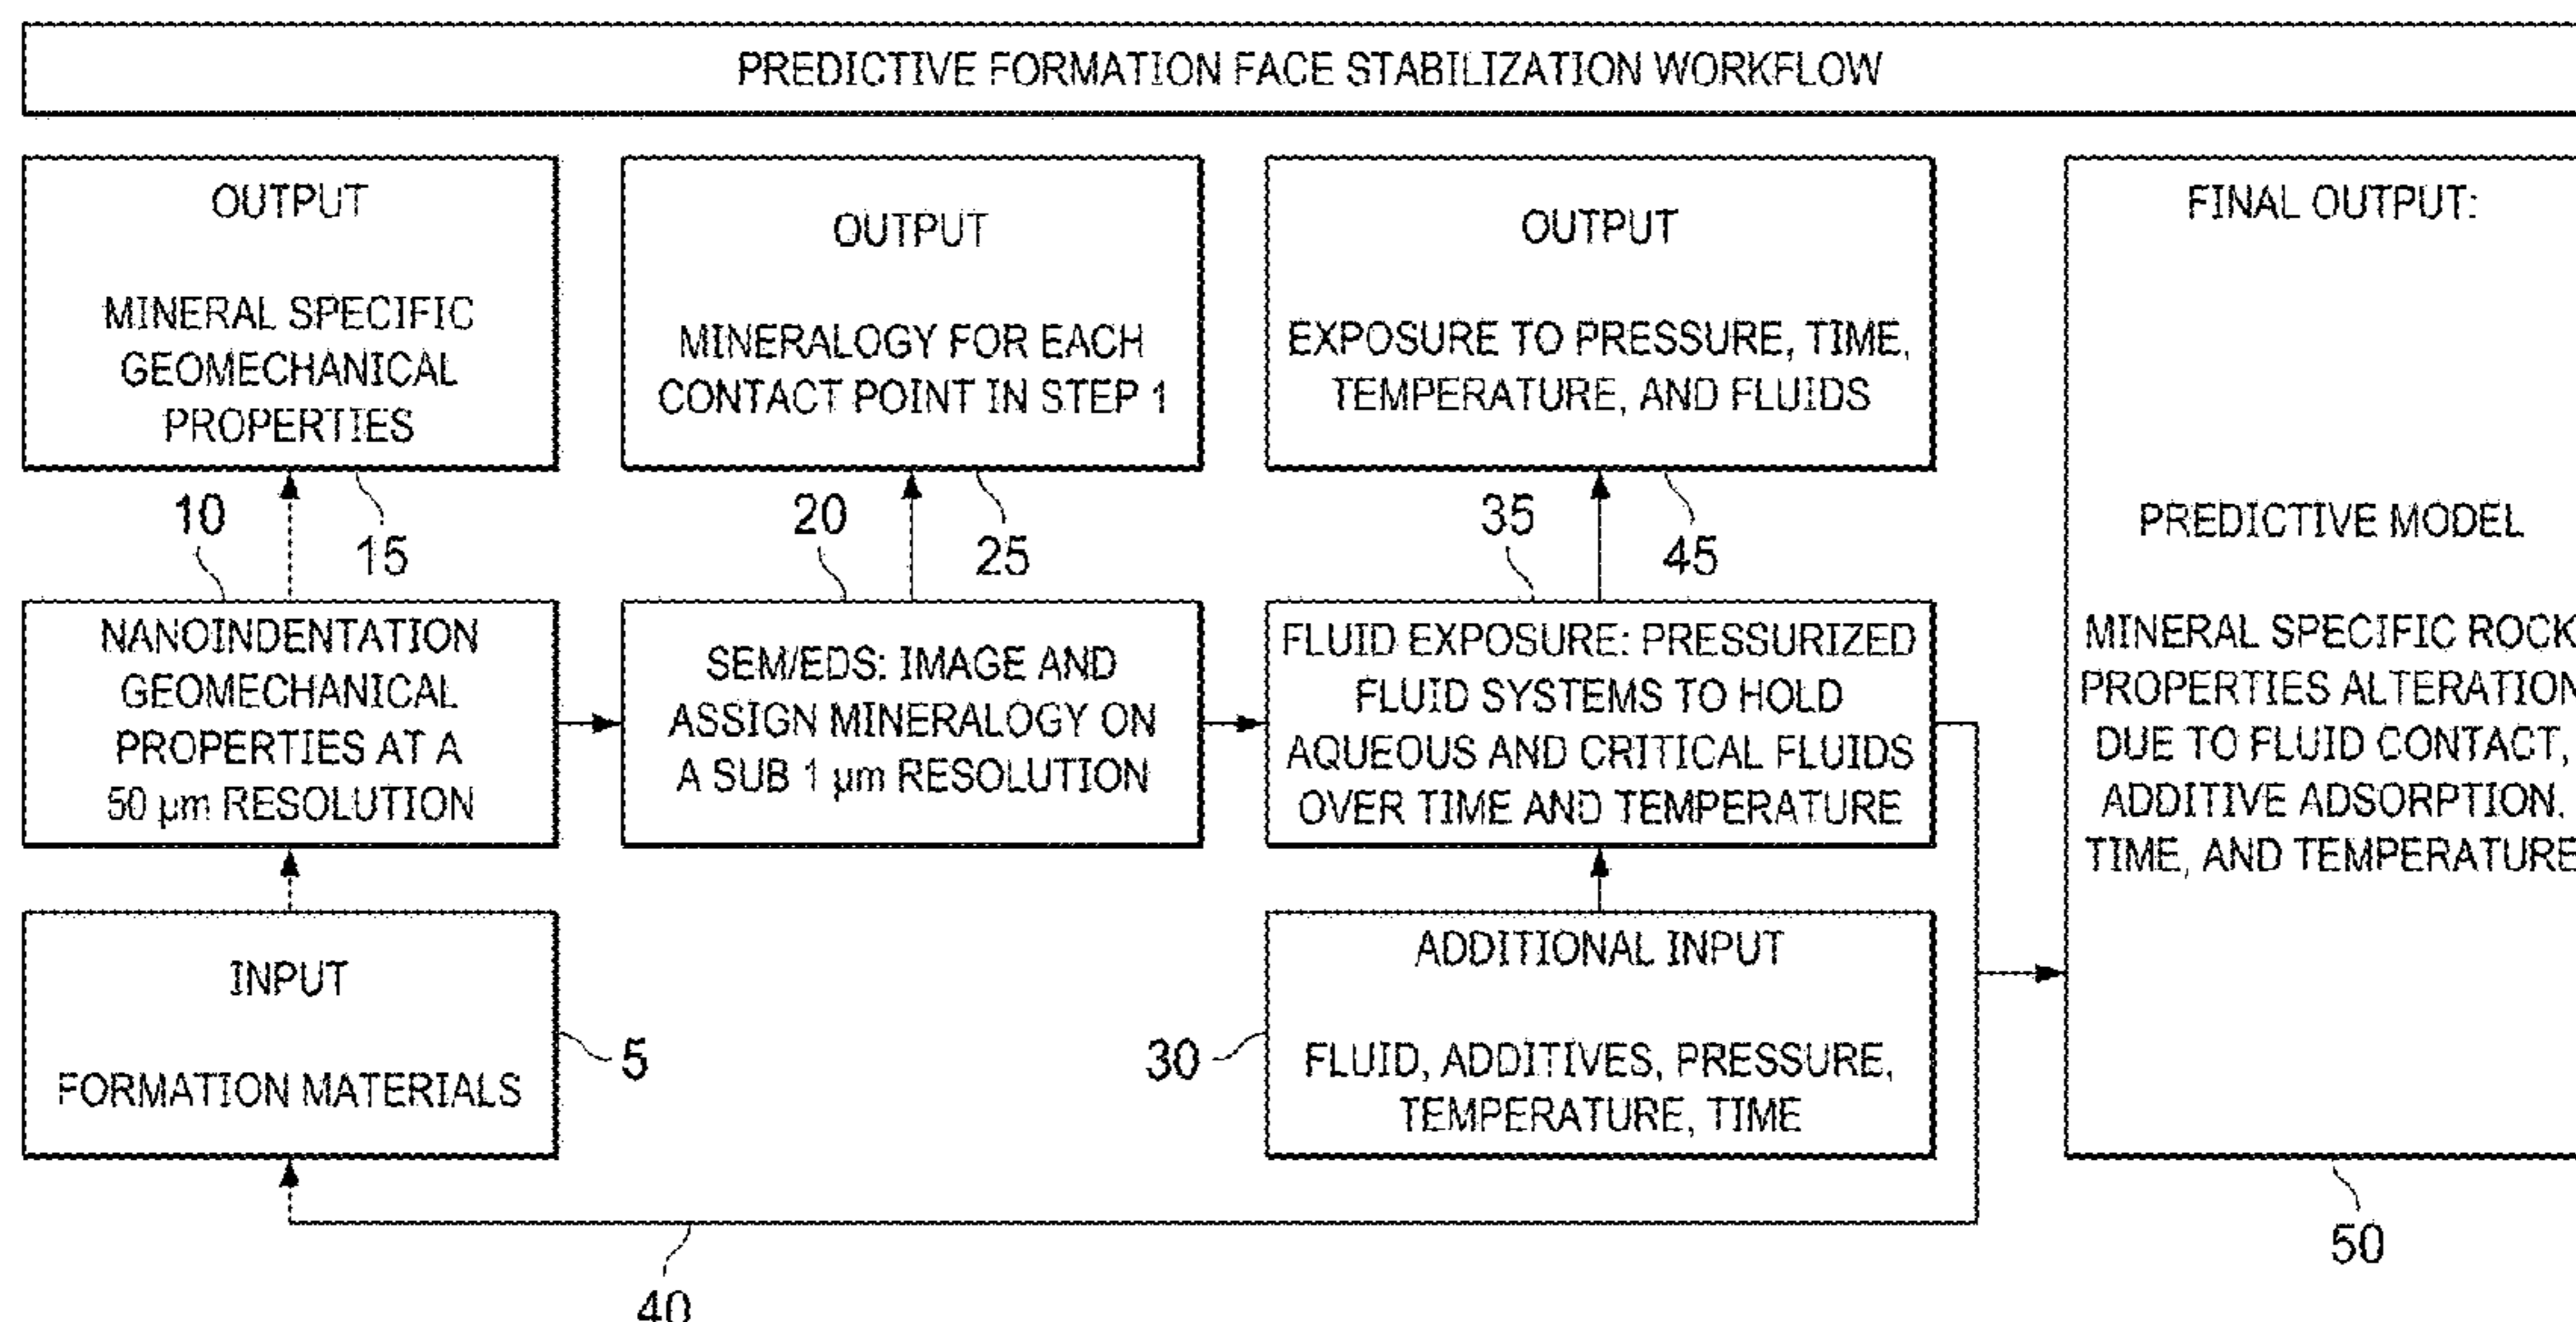 PREDICTIVE FORMATION FACE STABILIZATION WORKFLOW
OUTPUT
MINERAL SPECIFIC
GEOMECHANICAL
PROPERTIES
OUTPUT
MINERALOGY FOR EACH
CONTACT POINT IN STEP 1
OUTPUT
EXPOSURE TO PRESSURE, TIME,
TEMPERATURE, AND FLUIDS
FINAL OUTPUT:
PREDICTIVE MODEL
MINERAL SPECIFIC ROCK
PROPERTIES ALTERATION
DUE TO FLUID CONTACT,
ADDITIVE ADSORPTION.
TIME, AND TEMPERATURE
10
15
20
25
35
45
NANOINDENTATION
GEOMECHANICAL
PROPERTIES AT A
50 µm RESOLUTION
SEM/EDS: IMAGE AND
ASSIGN MINERALOGY ON
A SUB 1 µm RESOLUTION
FLUID EXPOSURE: PRESSURIZED
FLUID SYSTEMS TO HOLD
AQUEOUS AND CRITICAL FLUIDS
OVER TIME AND TEMPERATURE
INPUT
FORMATION MATERIALS
5
30
ADDITIONAL INPUT
FLUID, ADDITIVES, PRESSURE,
TEMPERATURE, TIME
40
50